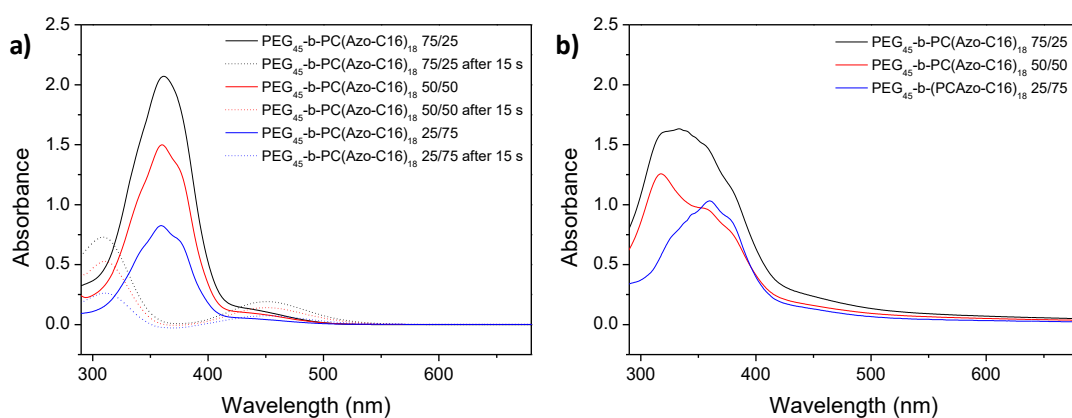 a)
2.5
2.0
1.5
1.0
0.5
0.0
Absorbance
PEG45-b-PC(Azo-C16)18 75/25
PEG45-b-PC(Azo-C16)18 75/25 after 15 s
PEG45-b-PC(Azo-C16)18 50/50
PEG45-b-PC(Azo-C16)18 50/50 after 15 s
PEG45-b-PC(Azo-C16)18 25/75
PEG45-b-PC(Azo-C16)18 25/75 after 15 s
300 400 500 600
Wavelength (nm)
b)
2.5
2.0
1.5
1.0
0.5
0.0
Absorbance
PEG45-b-PC(Azo-C16)18 75/25
PEG45-b-PC(Azo-C16)18 50/50
PEG45-b-(PCAzo-C16)18 25/75
300 400 500 600
Wavelength (nm)